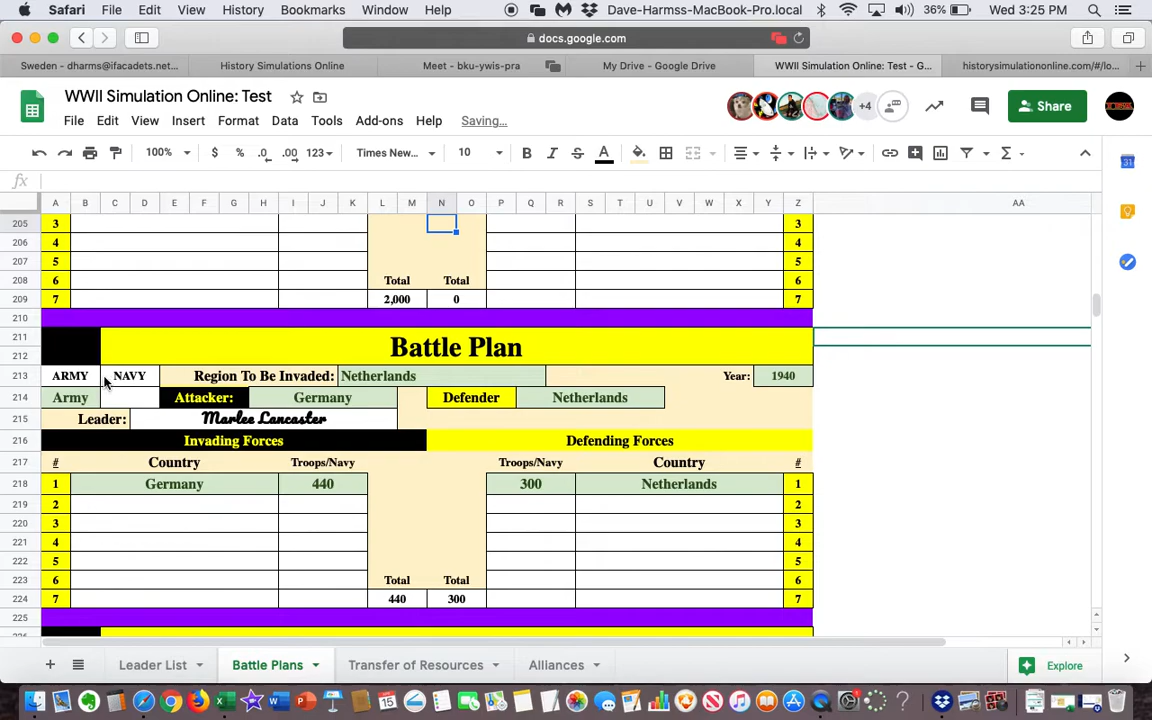 Safari File Edit View History Bookmarks Window Help Dave-Harmss-MacBook-Pro.local 36% Wed 3:25 PM
docs.google.com
Sweden - dharms@ifacadets.net... History Simulations Online Meet - bku-ywis-pra My Drive - Google Drive WWII Simulation Online: Test - G... historysimulationonline.com/#/lo...
WWII Simulation Online: Test
File Edit View Insert Format Data Tools Add-ons Help Saving... +4 Share
100% $ % .0 .00 123 Times New... 10 B I S A
fx
A B C D E F G H I J K L M N O P Q R S T U V W X Y Z AA
205 3 3
206 4 4
207 5 5
208 6 Total Total 6
209 7 2,000 0 7
210
211 Battle Plan
212
213 ARMY NAVY Region To Be Invaded: Netherlands Year: 1940
214 Army Attacker: Germany Defender Netherlands
215 Leader: Marlee Lancaster
216 Invading Forces Defending Forces
217 # Country Troops/Navy Troops/Navy Country #
218 1 Germany 440 300 Netherlands 1
219 2 2
220 3 3
221 4 4
222 5 5
223 6 Total Total 6
224 7 440 300 7
225
Leader List Battle Plans Transfer of Resources Alliances Explore